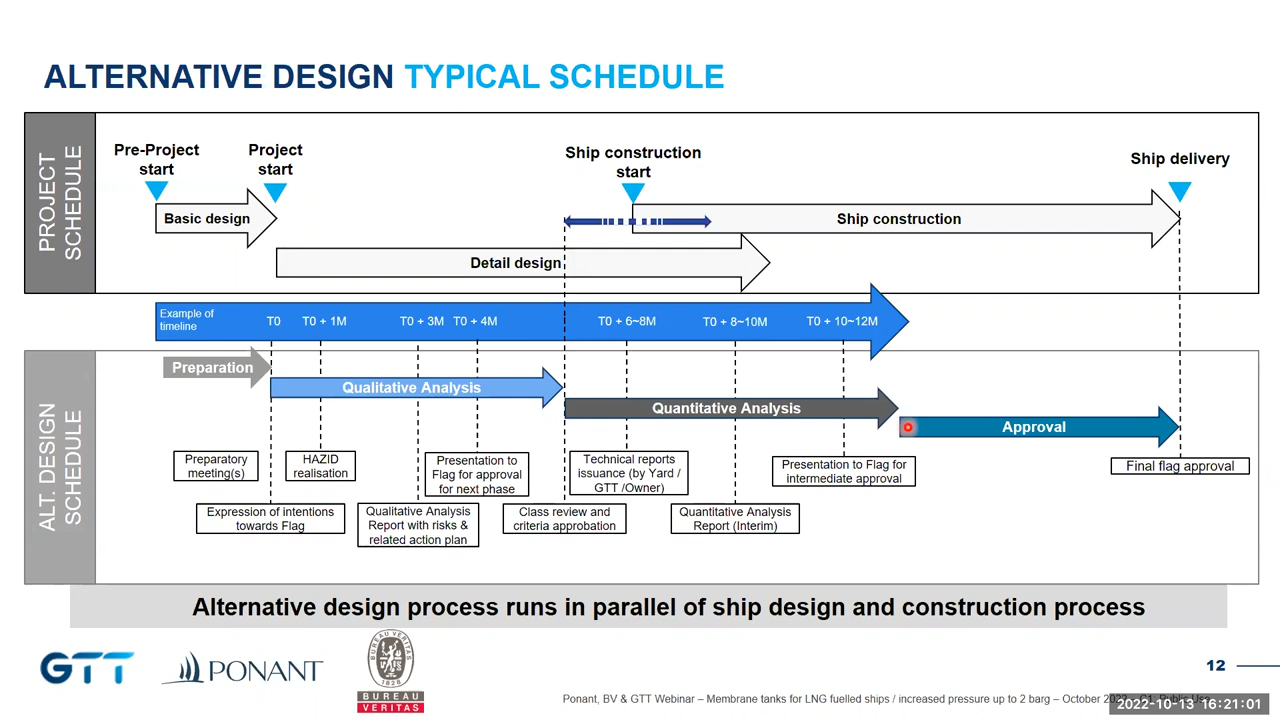 ALTERNATIVE DESIGN TYPICAL SCHEDULE
PROJECT
SCHEDULE
Pre-Project
start
Project
start
Ship construction
start
Ship delivery
Basic design
Ship construction
Detail design
Example of
timeline
T0
T0 + 1M
T0 + 3M
T0 + 4M
T0 + 6~8M
T0 + 8~10M
T0 + 10~12M
ALT. DESIGN
SCHEDULE
Preparation
Qualitative Analysis
Quantitative Analysis
Approval
Preparatory
meeting(s)
HAZID
realisation
Presentation to
Flag for approval
for next phase
Technical reports
issuance (by Yard /
GTT /Owner)
Presentation to Flag for
intermediate approval
Final flag approval
Expression of intentions
towards Flag
Qualitative Analysis
Report with risks &
related action plan
Class review and
criteria approbation
Quantitative Analysis
Report (Interim)
Alternative design process runs in parallel of ship design and construction process
GTT
PONANT
BUREAU VERITAS
1828
BUREAU
VERITAS
12
Ponant, BV & GTT Webinar – Membrane tanks for LNG fuelled ships / increased pressure up to 2 barg – October 2022 - C1. Public Use
2022-10-13 16:21:01